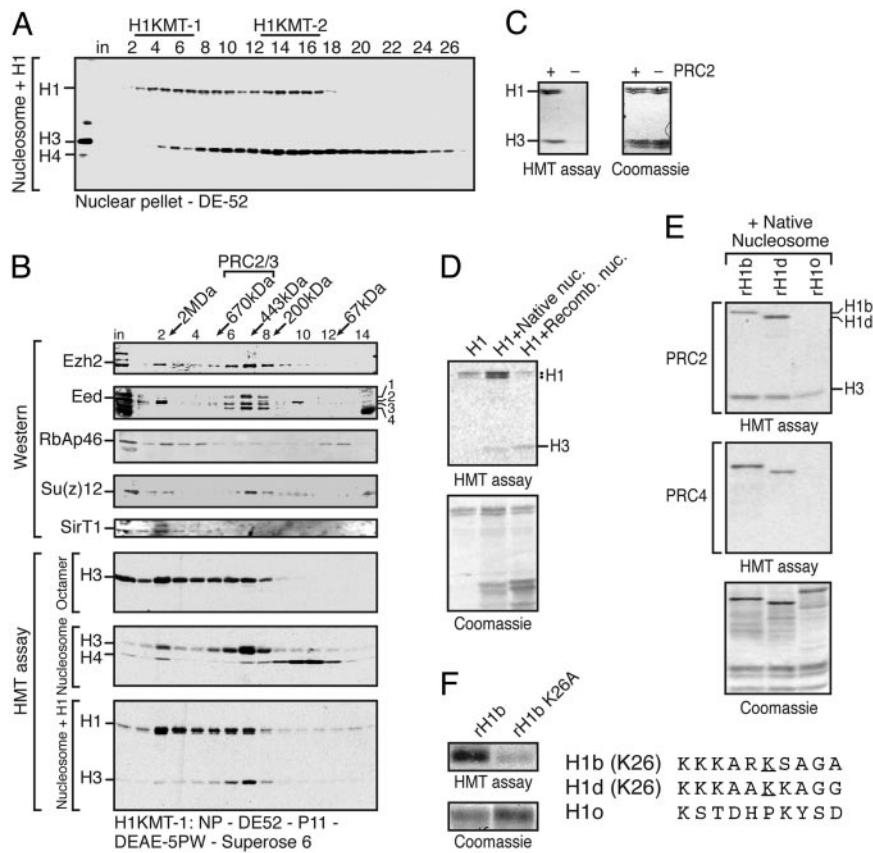 A
H1KMT-1 H1KMT-2
in 2 4 6 8 10 12 14 16 18 20 22 24 26
Nucleosome + H1
H1
H3
H4
Nuclear pellet - DE-52
B
PRC2/3
2MDa 670kDa 443kDa 200kDa 67kDa
in 2 4 6 8 10 12 14
Western
Ezh2
Eed
1
2
3
4
RbAp46
Su(z)12
SirT1
HMT assay
Octamer
H3
Nucleosome
H3
H4
Nucleosome + H1
H1
H3
H1KMT-1: NP - DE52 - P11 -
DEAE-5PW - Superose 6
C
+ − + − PRC2
H1
H3
HMT assay Coomassie
D
H1 H1+Native nuc. H1+Recomb. nuc.
H1
H3
HMT assay
Coomassie
E
+ Native
Nucleosome
rH1b rH1d rH1o
PRC2
H1b
H1d
H3
HMT assay
PRC4
HMT assay
Coomassie
F
rH1b rH1b K26A
HMT assay
Coomassie
H1b (K26) K K K A R K S A G A
H1d (K26) K K K A A K K A G G
H1o K S T D H P K Y S D